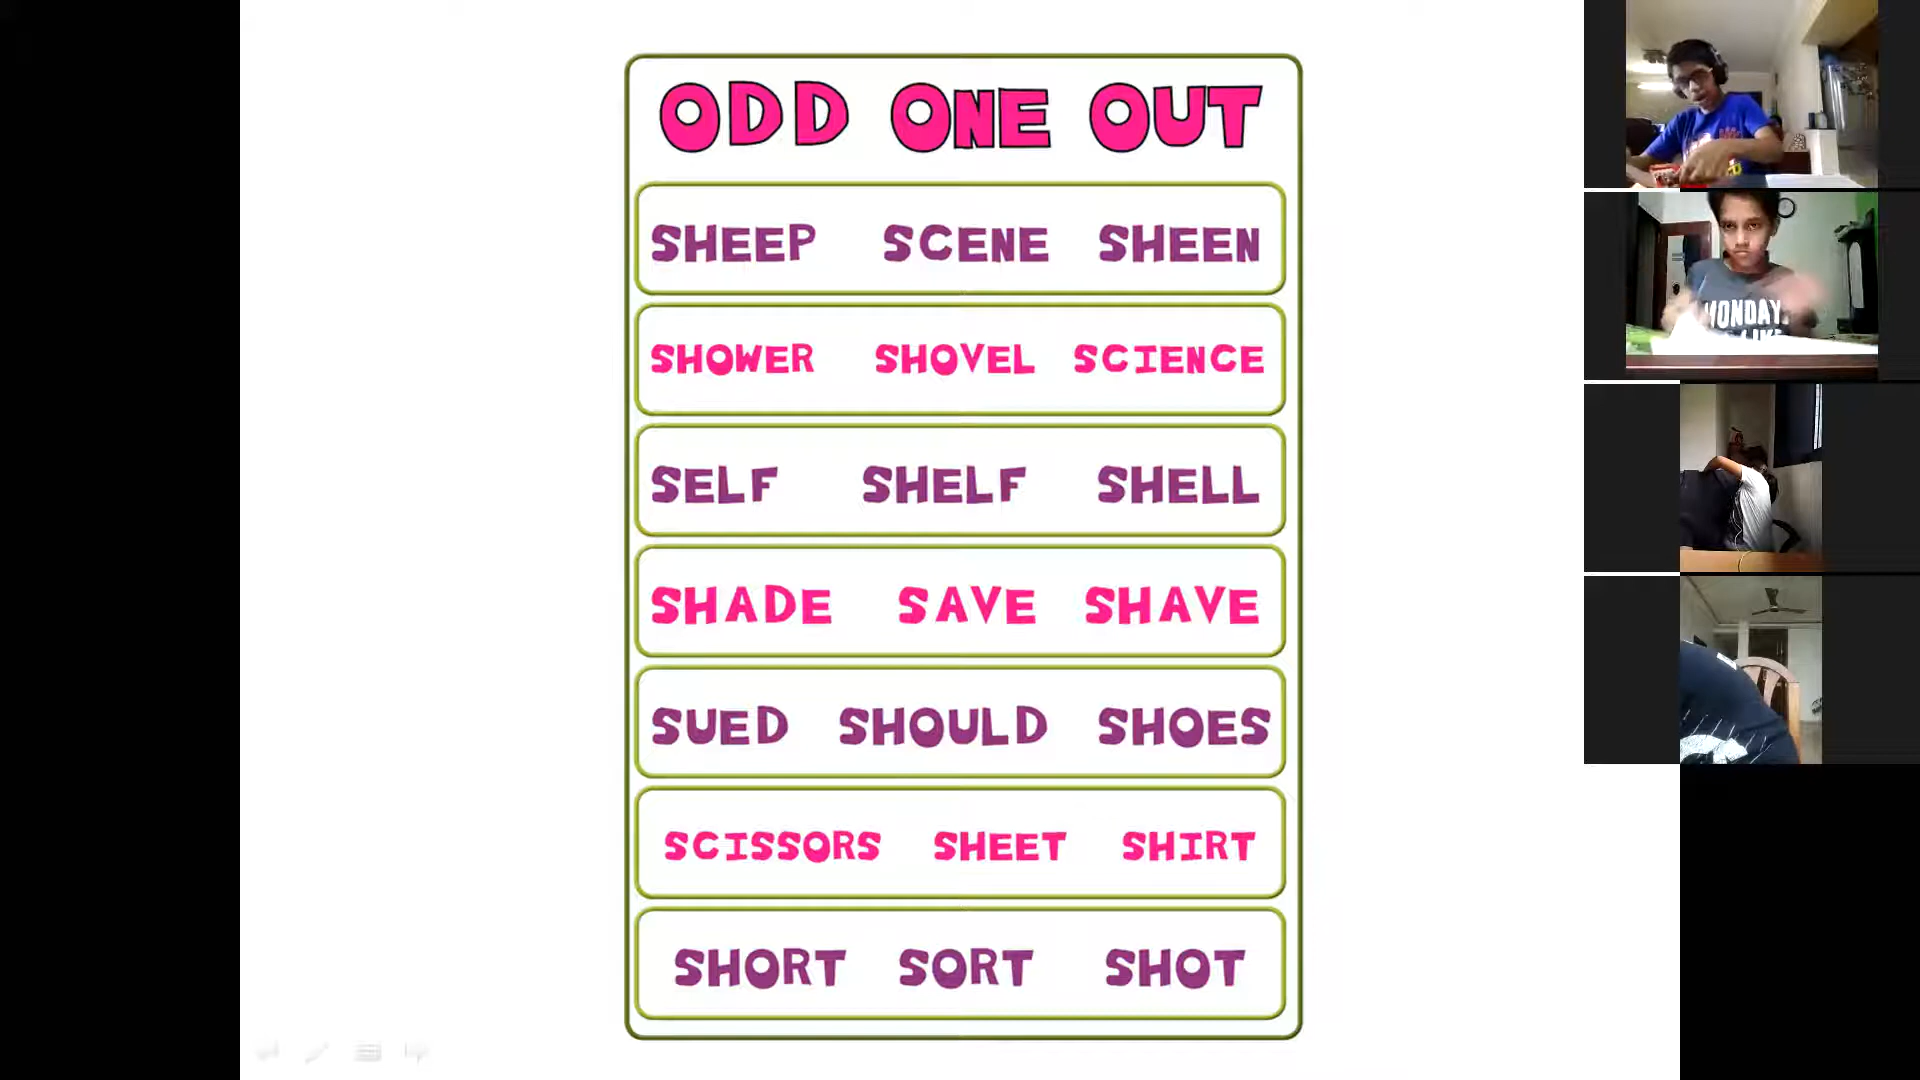 ODD ONE OUT
SHEEP SCENE SHEEN
SHOWER SHOVEL SCIENCE
SELF SHELF SHELL
SHADE SAVE SHAVE
SUED SHOULD SHOES
SCISSORS SHEET SHIRT
SHORT SORT SHOT
MONDAY